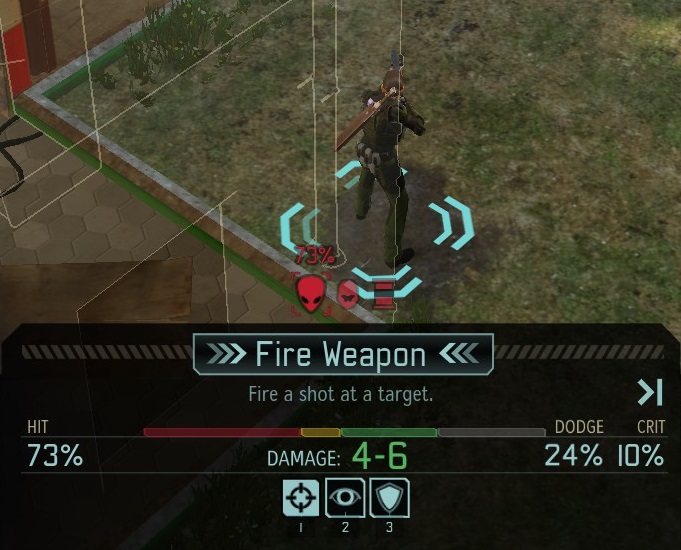 73%
Fire Weapon
Fire a shot at a target.
HIT
DODGE CRIT
73%
DAMAGE: 4-6
24% 10%
1 2 3